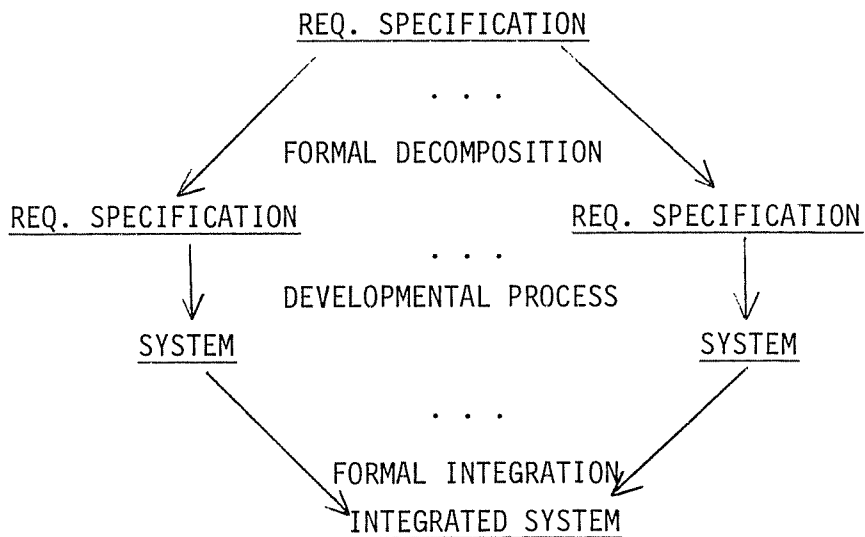 REQ. SPECIFICATION
. . .
FORMAL DECOMPOSITION
REQ. SPECIFICATION
REQ. SPECIFICATION
. . .
DEVELOPMENTAL PROCESS
SYSTEM
SYSTEM
. . .
FORMAL INTEGRATION
INTEGRATED SYSTEM